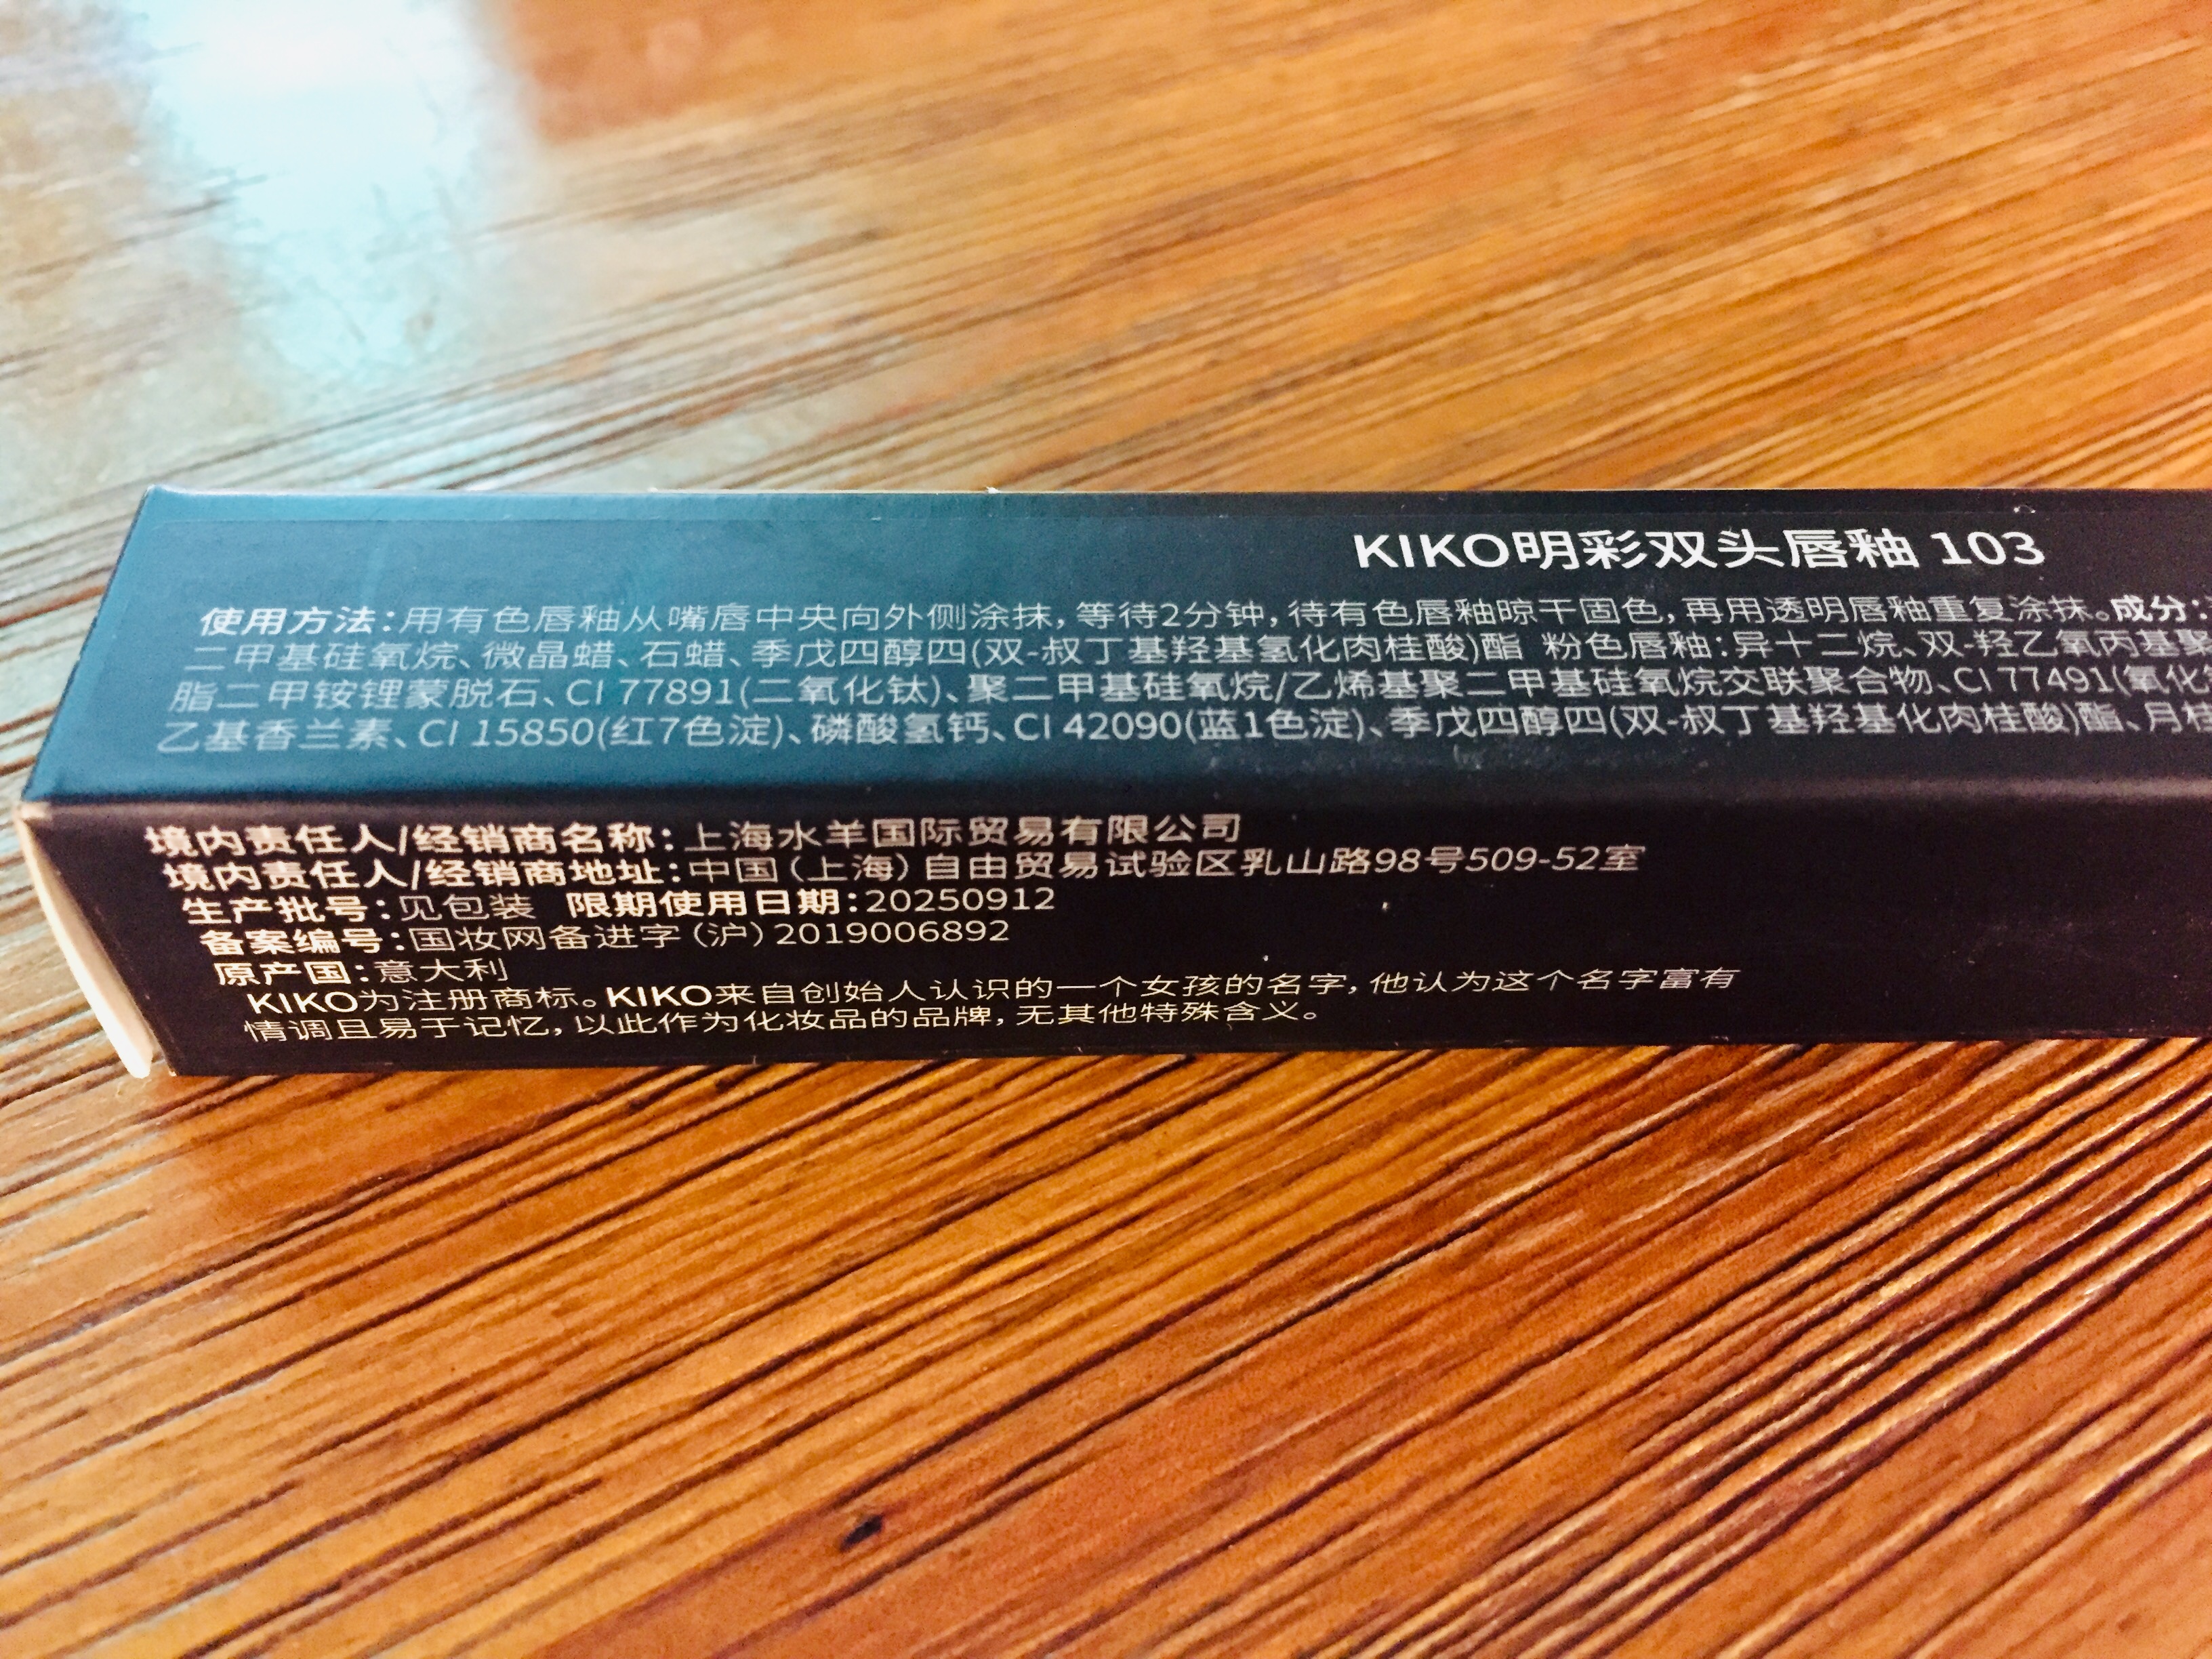 KIKO明彩双头唇釉 103
使用方法:用有色唇釉从嘴唇中央向外侧涂抹,等待2分钟,待有色唇釉晾干固色,再用透明唇釉重复涂抹。成分:
二甲基硅氧烷、微晶蜡、石蜡、季戊四醇四(双-叔丁基羟基氢化肉桂酸)酯 粉色唇釉:异十二烷、双-羟乙氧丙基聚
脂二甲铵锂蒙脱石、CI 77891(二氧化钛)、聚二甲基硅氧烷/乙烯基聚二甲基硅氧烷交联聚合物、CI 77491(氧化
乙基香兰素、CI 15850(红7色淀)、磷酸氢钙、CI 42090(蓝1色淀)、季戊四醇四(双-叔丁基羟基化肉桂酸)酯、月桂
境内责任人/经销商名称:上海水羊国际贸易有限公司
境内责任人/经销商地址:中国(上海)自由贸易试验区乳山路98号509-52室
生产批号:见包装 限期使用日期:20250912
备案编号:国妆网备进字(沪)2019006892
原产国:意大利
KIKO为注册商标。KIKO来自创始人认识的一个女孩的名字,他认为这个名字富有
情调且易于记忆,以此作为化妆品的品牌,无其他特殊含义。